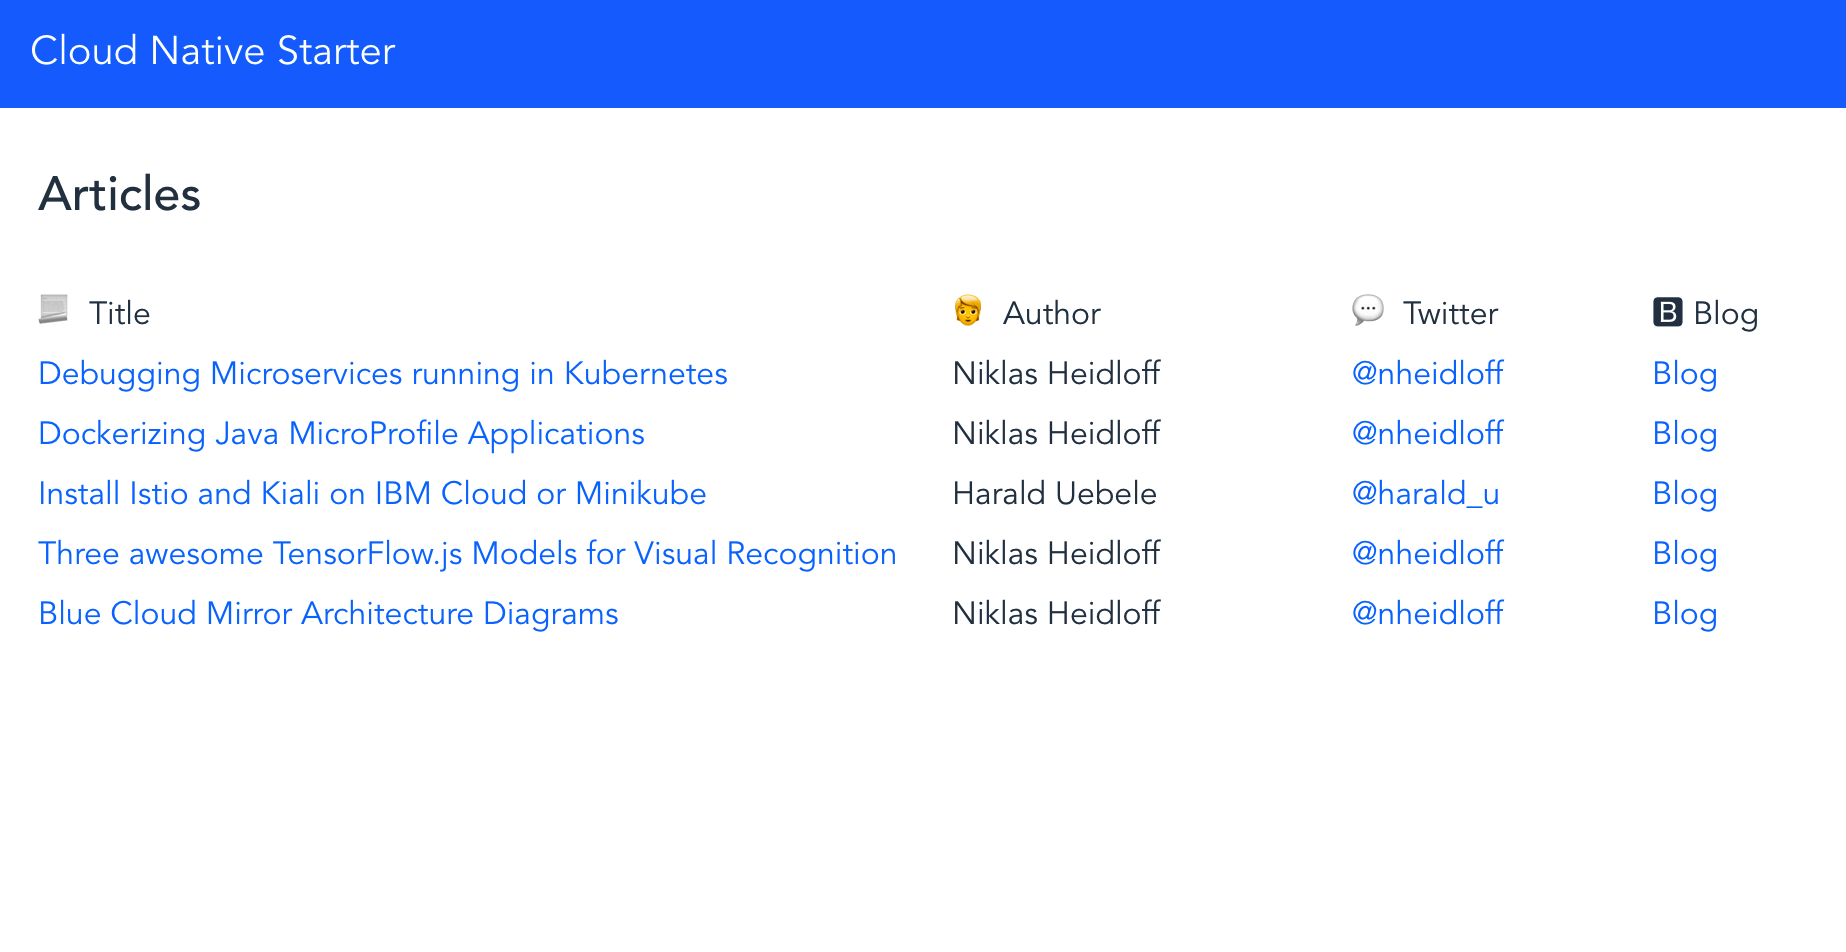 Cloud Native Starter
Articles
Title Author Twitter B Blog
Debugging Microservices running in Kubernetes Niklas Heidloff @nheidloff Blog
Dockerizing Java MicroProfile Applications Niklas Heidloff @nheidloff Blog
Install Istio and Kiali on IBM Cloud or Minikube Harald Uebele @harald_u Blog
Three awesome TensorFlow.js Models for Visual Recognition Niklas Heidloff @nheidloff Blog
Blue Cloud Mirror Architecture Diagrams Niklas Heidloff @nheidloff Blog